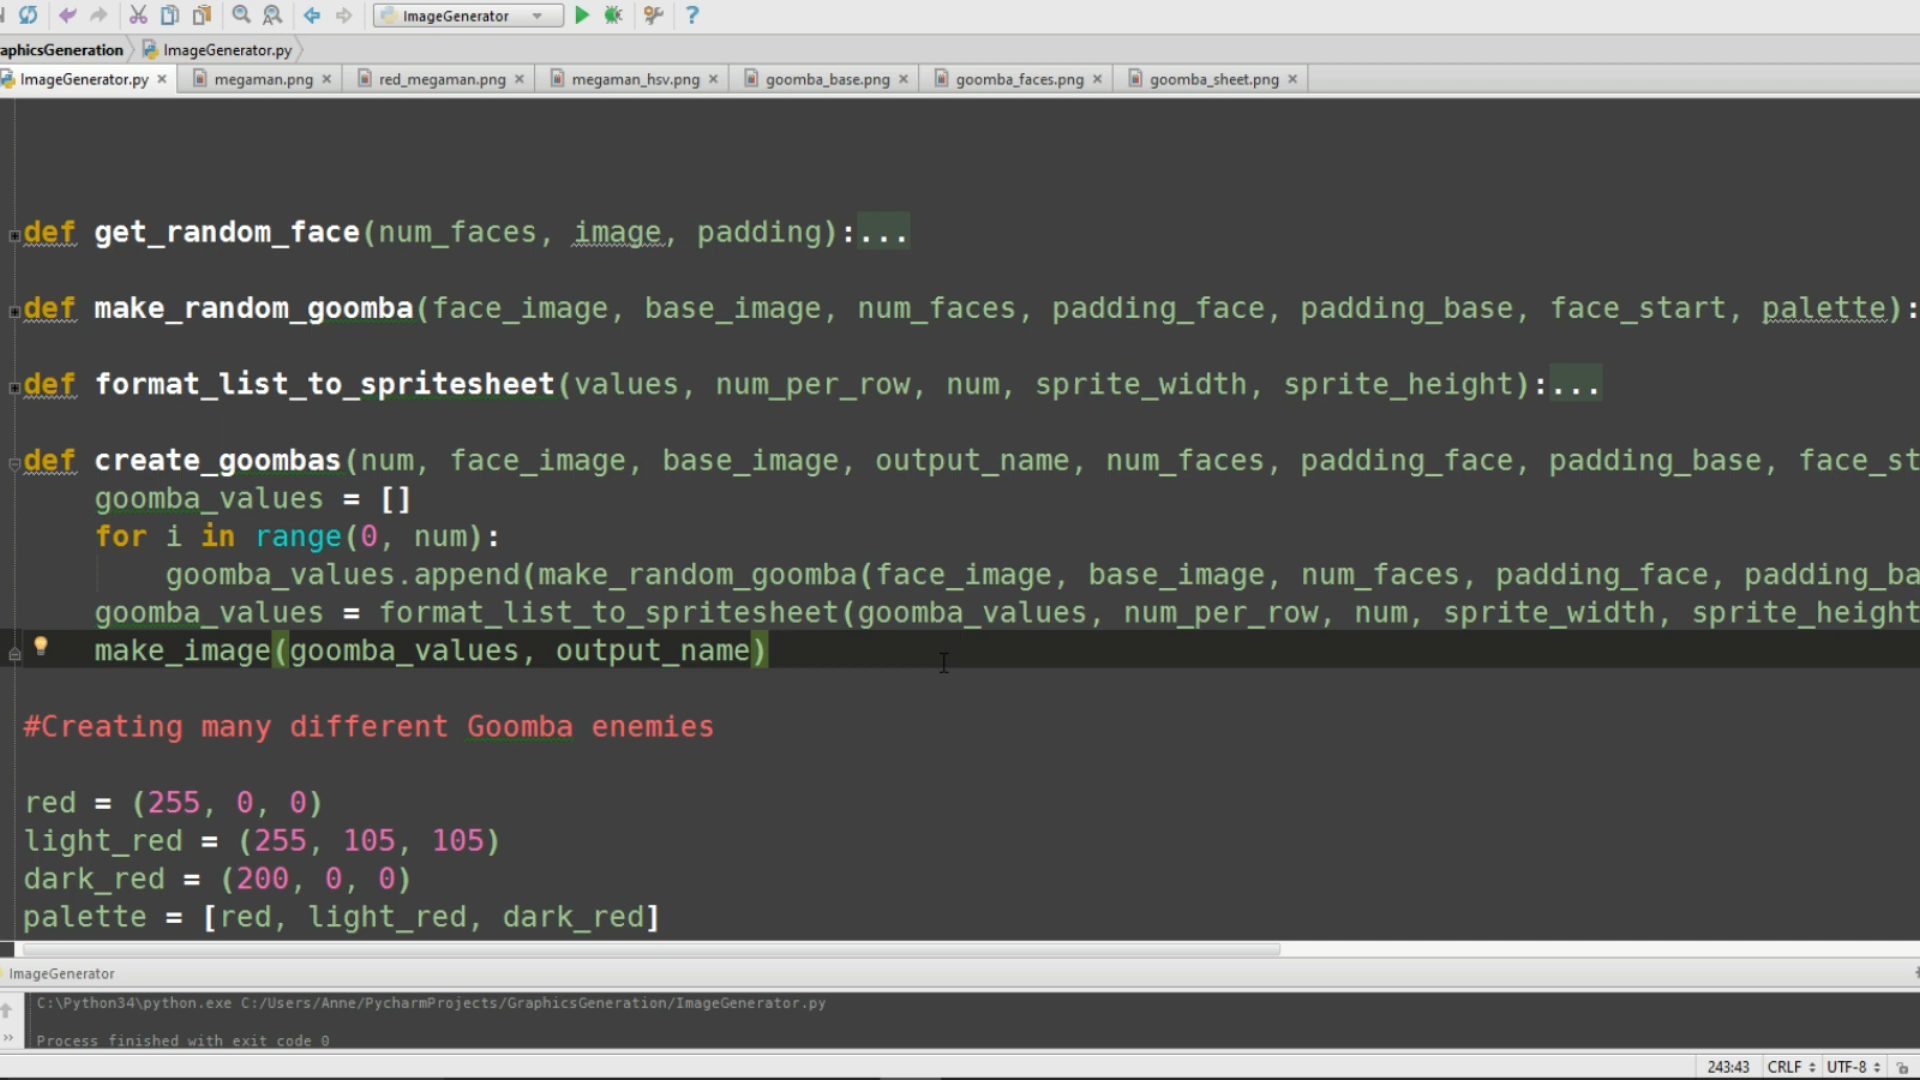 ImageGenerator
aphicsGeneration ImageGenerator.py
ImageGenerator.py megaman.png red_megaman.png megaman_hsv.png goomba_base.png goomba_faces.png goomba_sheet.png
def get_random_face(num_faces, image, padding):...
def make_random_goomba(face_image, base_image, num_faces, padding_face, padding_base, face_start, palette):
def format_list_to_spritesheet(values, num_per_row, num, sprite_width, sprite_height):...
def create_goombas(num, face_image, base_image, output_name, num_faces, padding_face, padding_base, face_st
goomba_values = []
for i in range(0, num):
goomba_values.append(make_random_goomba(face_image, base_image, num_faces, padding_face, padding_ba
goomba_values = format_list_to_spritesheet(goomba_values, num_per_row, num, sprite_width, sprite_height
make_image(goomba_values, output_name)
#Creating many different Goomba enemies
red = (255, 0, 0)
light_red = (255, 105, 105)
dark_red = (200, 0, 0)
palette = [red, light_red, dark_red]
ImageGenerator
C:\Python34\python.exe C:/Users/Anne/PycharmProjects/GraphicsGeneration/ImageGenerator.py
Process finished with exit code 0
243:43 CRLF UTF-8